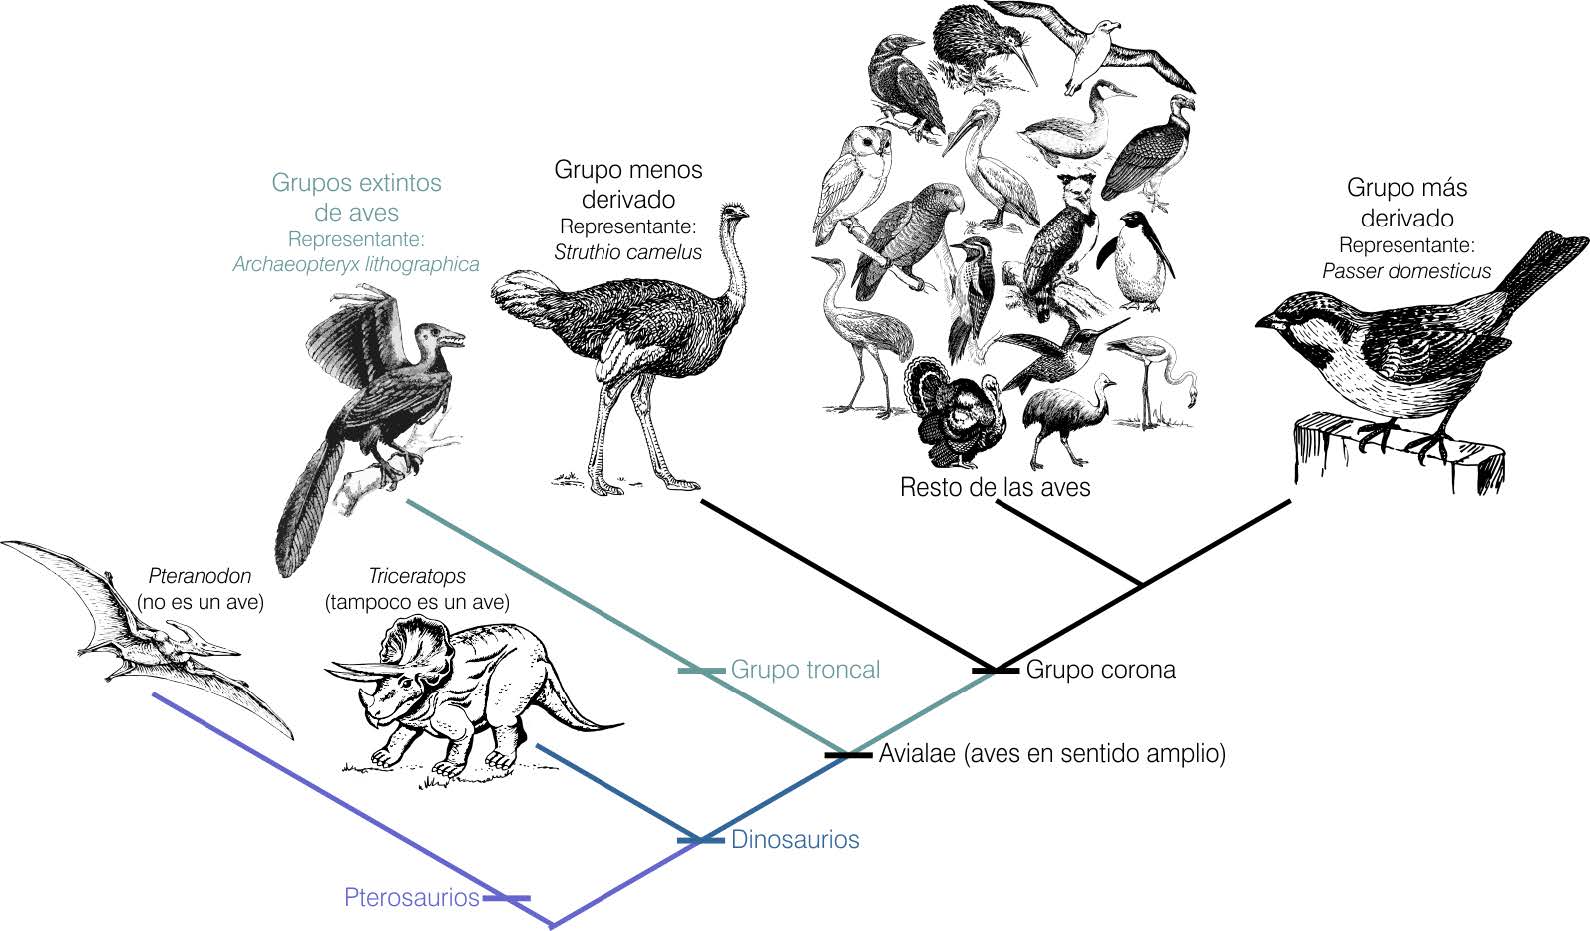 Grupos extintos
de aves
Representante:
Archaeopteryx lithographica
Grupo menos
derivado
Representante:
Struthio camelus
Grupo más
derivado
Representante:
Passer domesticus
Resto de las aves
Pteranodon
(no es un ave)
Triceratops
(tampoco es un ave)
Grupo troncal
Grupo corona
Avialae (aves en sentido amplio)
Dinosaurios
Pterosaurios